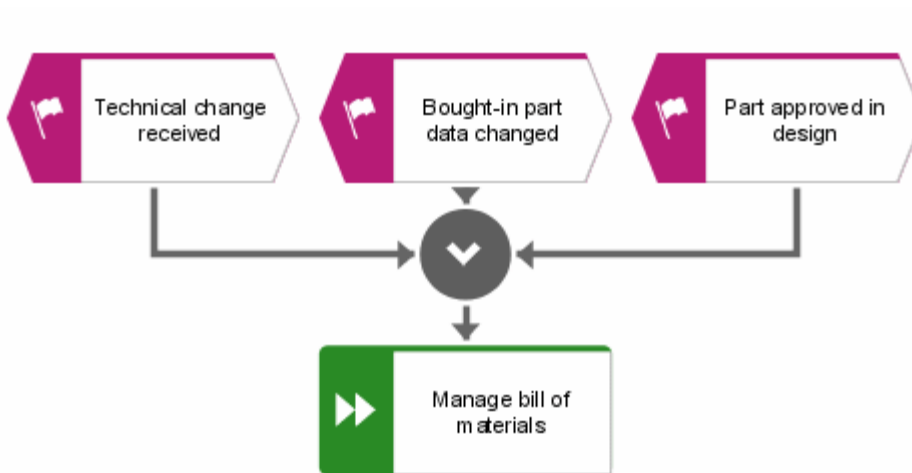 Technical change
received
Bought-in part
data changed
Part approved in
design
Manage bill of
materials